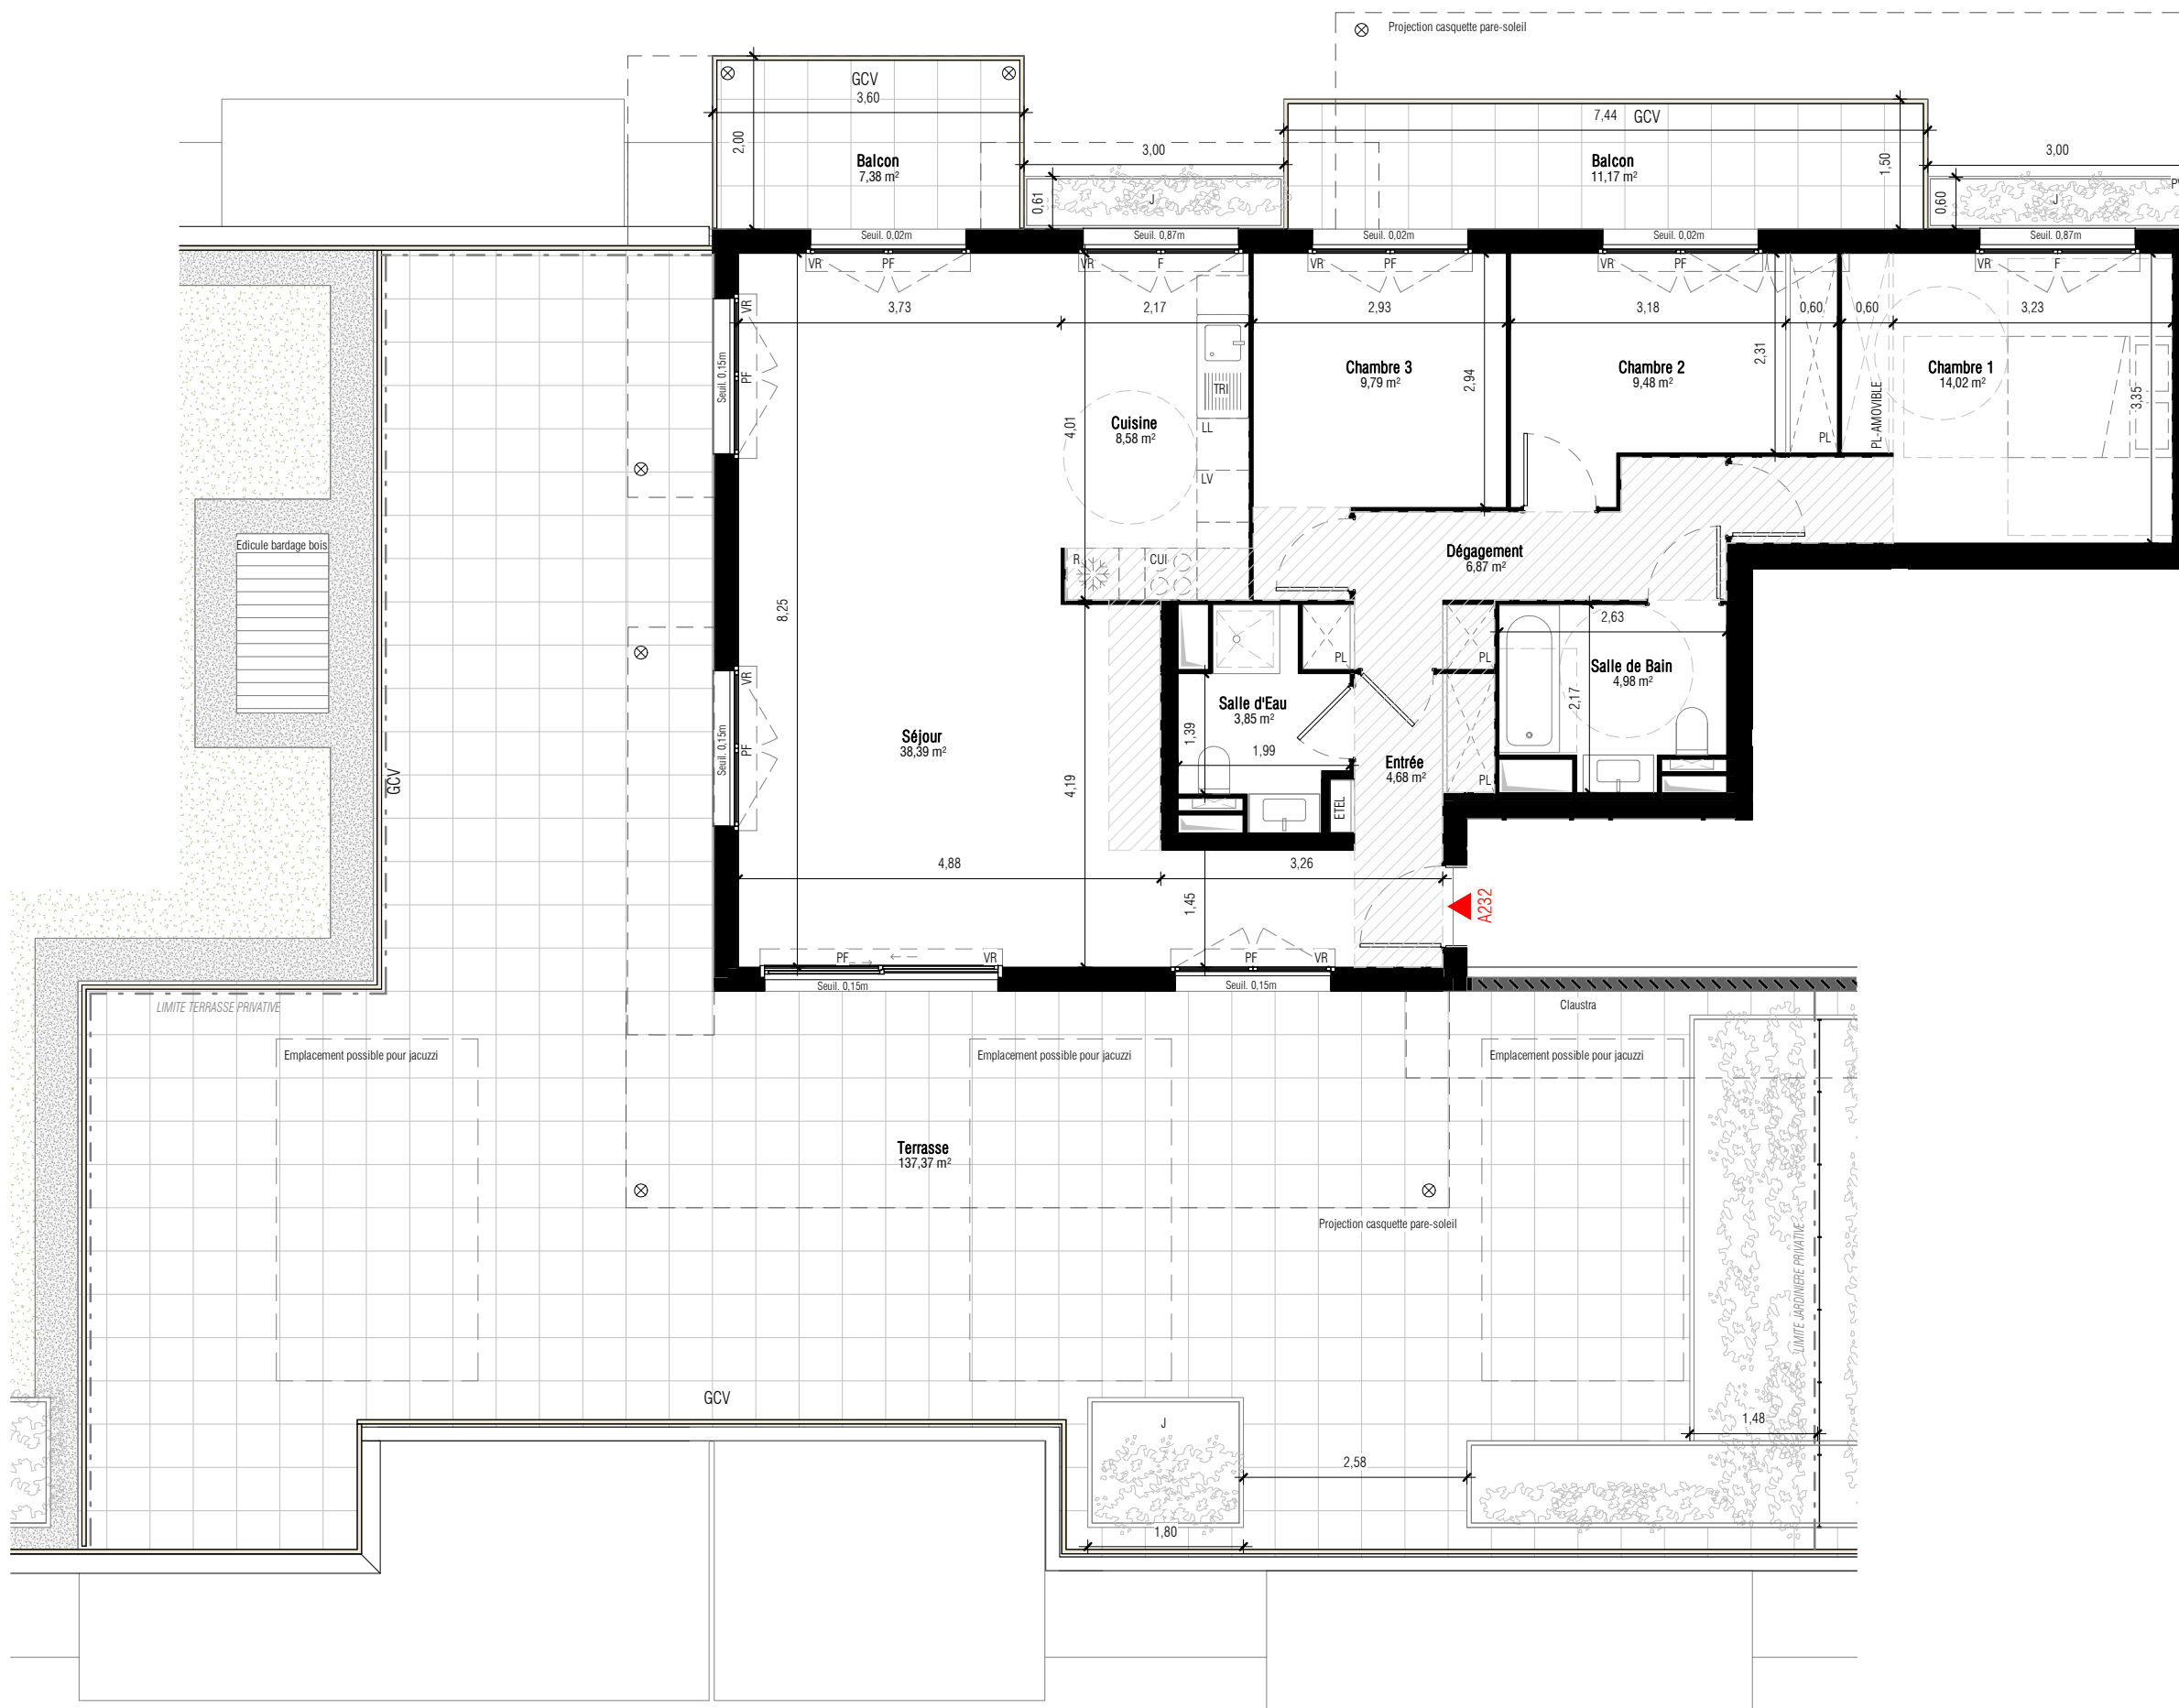 Projection casquette pare-soleil
GCV
3,60
2,00
Balcon
7,38 m²
3,00
0,61
J
7,44 GCV
Balcon
11,17 m²
1,50
3,00
0,60
J
Seuil. 0,02m
Seuil. 0,87m
Seuil. 0,02m
Seuil. 0,02m
Seuil. 0,87m
VR PF
VR F
VR PF
VR PF
VR F
3,73
2,17
2,93
3,18
0,60
0,60
3,23
VR
PF
Seuil. 0,15m
TRI
LL
LV
Cuisine
8,58 m²
4,01
Chambre 3
9,79 m²
2,94
Chambre 2
9,48 m²
2,31
PL
PL-AMOVIBLE
Chambre 1
14,02 m²
3,35
Edicule bardage bois
R
CUI
Dégagement
6,87 m²
8,25
PL
PL
2,63
Salle de Bain
4,98 m²
2,17
VR
PF
Seuil. 0,15m
Séjour
38,39 m²
Salle d'Eau
3,85 m²
1,39
1,99
Entrée
4,68 m²
PL
ETEL
GCV
4,19
4,88
3,26
1,45
A232
PF VR
PF VR
Seuil. 0,15m
Seuil. 0,15m
LIMITE TERRASSE PRIVATIVE
Claustra
Emplacement possible pour jacuzzi
Emplacement possible pour jacuzzi
Emplacement possible pour jacuzzi
Terrasse
137,37 m²
Projection casquette pare-soleil
LIMITE JARDINIERE PRIVATIVE
GCV
J
1,48
2,58
1,80